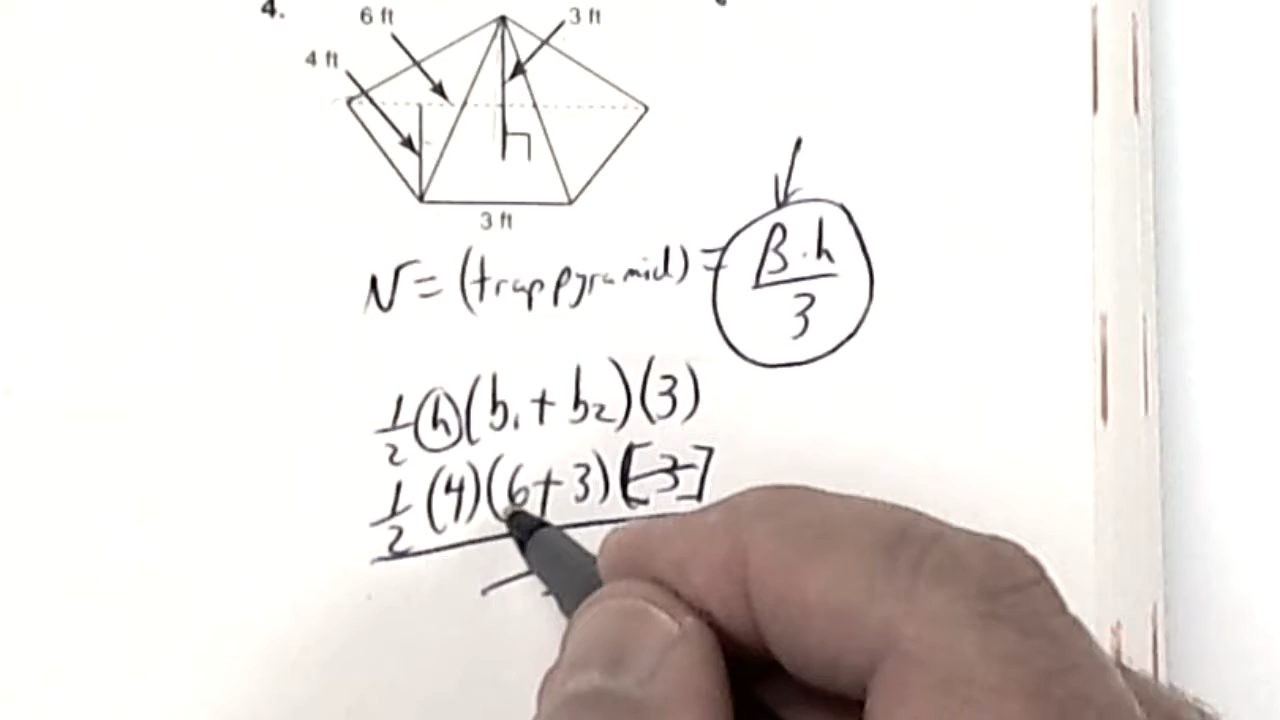 4.
6 ft
3 ft
4 ft
3 ft
V = (trap pyramid) = B·h/3
1/2 h (b1 + b2)(3)
1/2 (4)(6+3)[3]